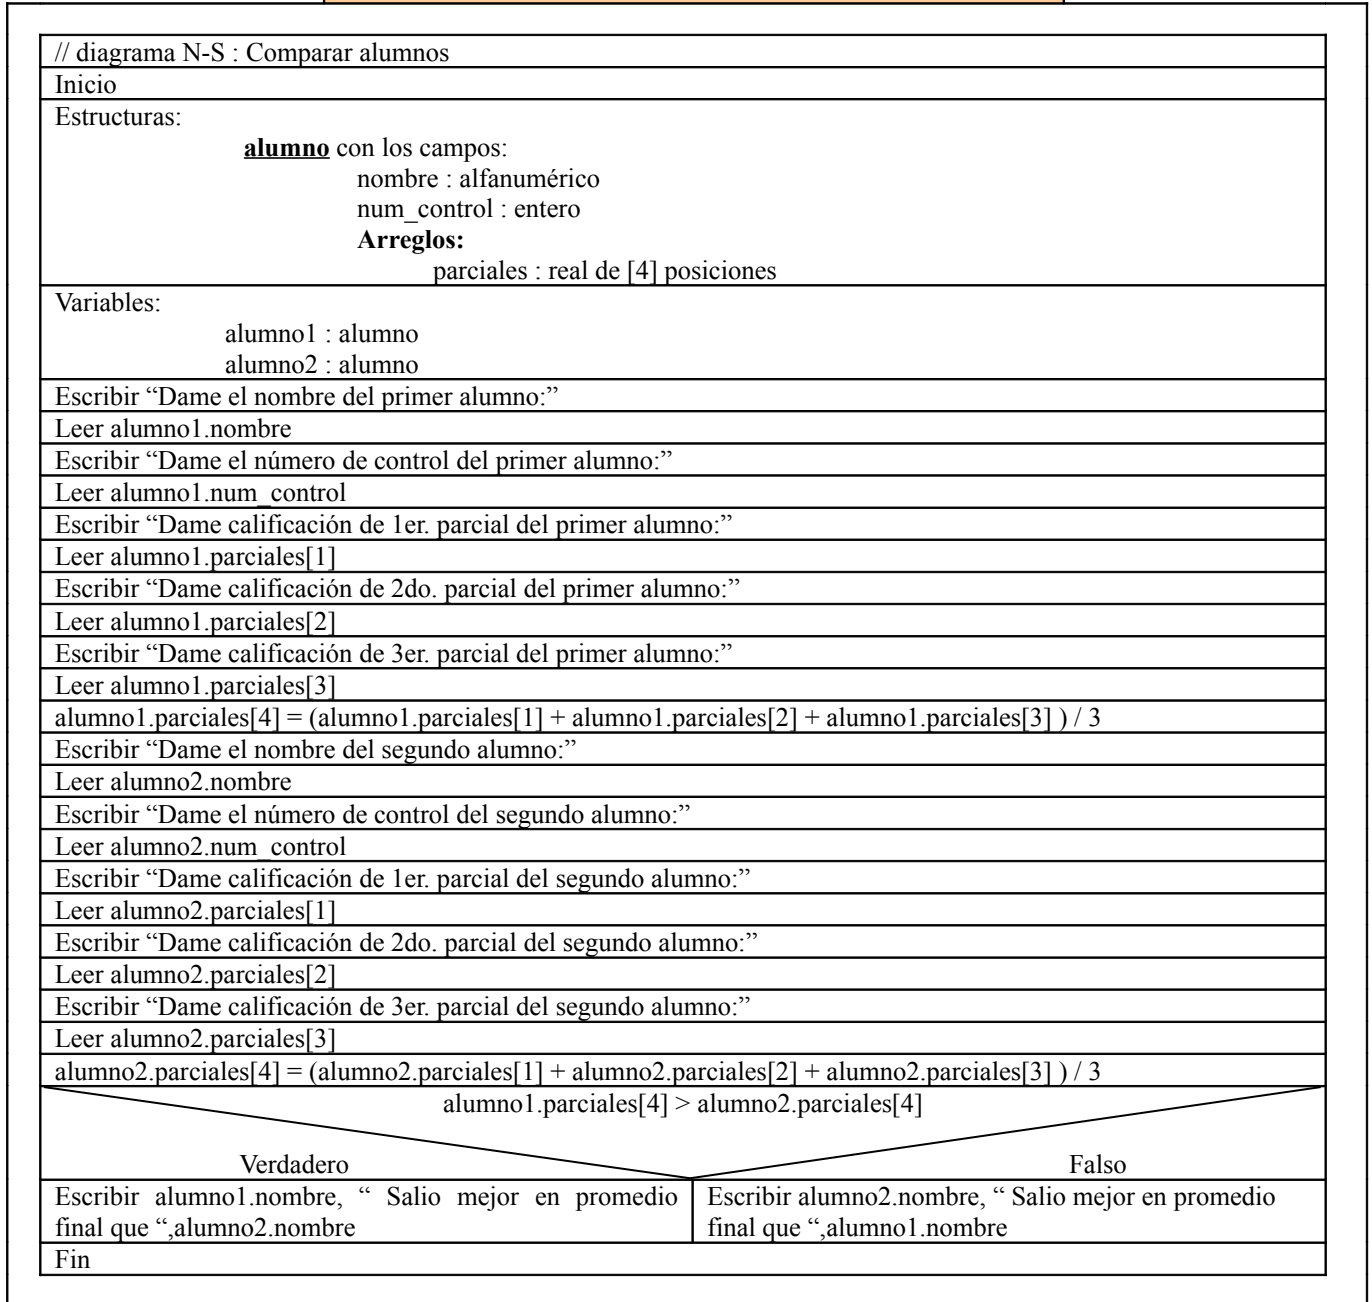 // diagrama N-S : Comparar alumnos
Inicio
Estructuras:
alumno con los campos:
nombre : alfanumérico
num_control : entero
Arreglos:
parciales : real de [4] posiciones
Variables:
alumno1 : alumno
alumno2 : alumno
Escribir “Dame el nombre del primer alumno:”
Leer alumno1.nombre
Escribir “Dame el número de control del primer alumno:”
Leer alumno1.num_control
Escribir “Dame calificación de 1er. parcial del primer alumno:”
Leer alumno1.parciales[1]
Escribir “Dame calificación de 2do. parcial del primer alumno:”
Leer alumno1.parciales[2]
Escribir “Dame calificación de 3er. parcial del primer alumno:”
Leer alumno1.parciales[3]
alumno1.parciales[4] = (alumno1.parciales[1] + alumno1.parciales[2] + alumno1.parciales[3] ) / 3
Escribir “Dame el nombre del segundo alumno:”
Leer alumno2.nombre
Escribir “Dame el número de control del segundo alumno:”
Leer alumno2.num_control
Escribir “Dame calificación de 1er. parcial del segundo alumno:”
Leer alumno2.parciales[1]
Escribir “Dame calificación de 2do. parcial del segundo alumno:”
Leer alumno2.parciales[2]
Escribir “Dame calificación de 3er. parcial del segundo alumno:”
Leer alumno2.parciales[3]
alumno2.parciales[4] = (alumno2.parciales[1] + alumno2.parciales[2] + alumno2.parciales[3] ) / 3
alumno1.parciales[4] > alumno2.parciales[4]
Verdadero
Falso
Escribir alumno1.nombre, “ Salio mejor en promedio
final que “,alumno2.nombre
Escribir alumno2.nombre, “ Salio mejor en promedio
final que “,alumno1.nombre
Fin